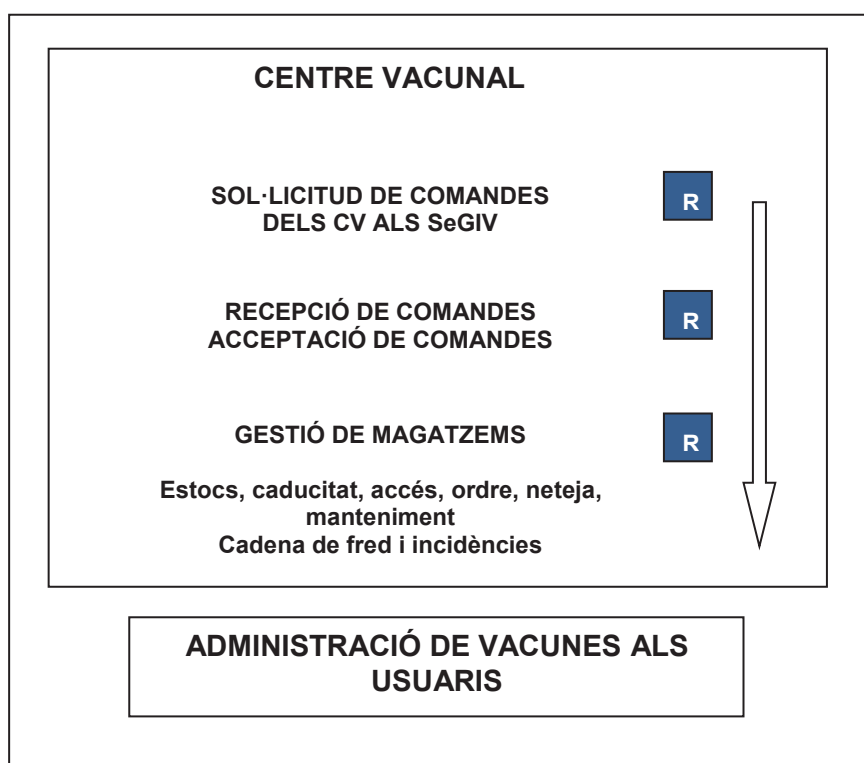 CENTRE VACUNAL
SOL·LICITUD DE COMANDES
DELS CV ALS SeGIV
R
RECEPCIÓ DE COMANDES
ACCEPTACIÓ DE COMANDES
R
GESTIÓ DE MAGATZEMS
R
Estocs, caducitat, accés, ordre, neteja,
manteniment
Cadena de fred i incidències
ADMINISTRACIÓ DE VACUNES ALS
USUARIS